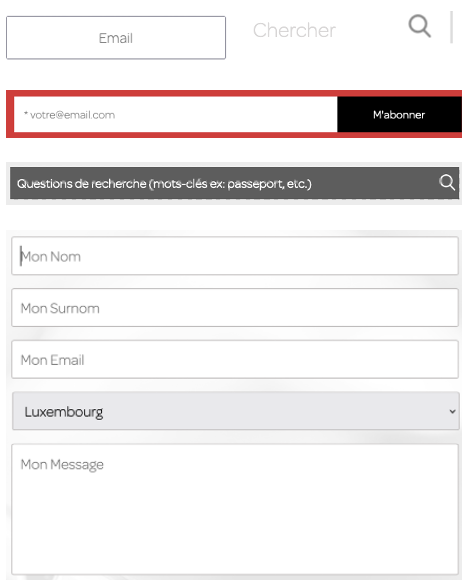 Email
Chercher
* votre@email.com
M'abonner
Questions de recherche (mots-clés ex: passeport, etc.)
Mon Nom
Mon Surnom
Mon Email
Luxembourg
Mon Message